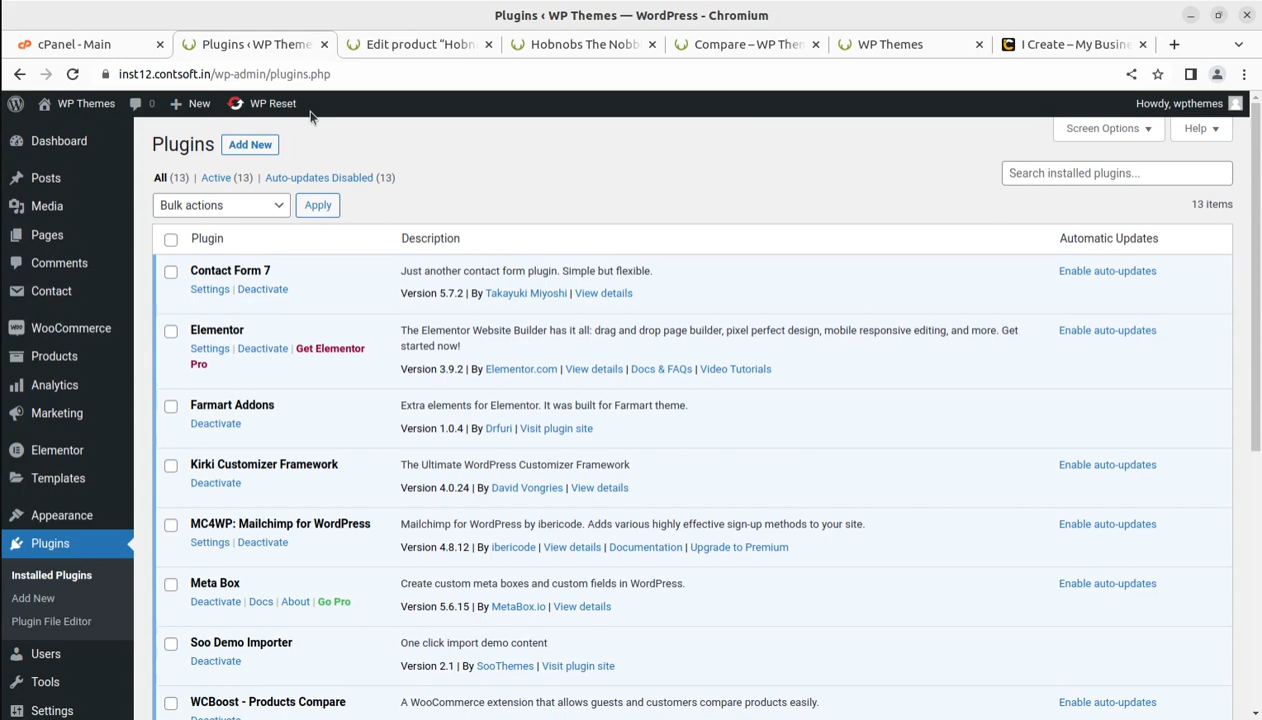 Plugins ‹ WP Themes — WordPress - Chromium
cPanel - Main
Plugins ‹ WP Theme
Edit product “Hobn
Hobnobs The Nobb
Compare – WP Then
WP Themes
I Create – My Busine
inst12.contsoft.in/wp-admin/plugins.php
WP Themes
0
New
WP Reset
Howdy, wpthemes
Dashboard
Posts
Media
Pages
Comments
Contact
WooCommerce
Products
Analytics
Marketing
Elementor
Templates
Appearance
Plugins
Installed Plugins
Add New
Plugin File Editor
Users
Tools
Settings
Plugins
Add New
Screen Options
Help
All (13) | Active (13) | Auto-updates Disabled (13)
Search installed plugins...
Bulk actions
Apply
13 items
Plugin
Description
Automatic Updates
Contact Form 7
Settings | Deactivate
Just another contact form plugin. Simple but flexible.
Version 5.7.2 | By Takayuki Miyoshi | View details
Enable auto-updates
Elementor
Settings | Deactivate | Get Elementor
Pro
The Elementor Website Builder has it all: drag and drop page builder, pixel perfect design, mobile responsive editing, and more. Get
started now!
Version 3.9.2 | By Elementor.com | View details | Docs & FAQs | Video Tutorials
Enable auto-updates
Farmart Addons
Deactivate
Extra elements for Elementor. It was built for Farmart theme.
Version 1.0.4 | By Drfuri | Visit plugin site
Kirki Customizer Framework
Deactivate
The Ultimate WordPress Customizer Framework
Version 4.0.24 | By David Vongries | View details
Enable auto-updates
MC4WP: Mailchimp for WordPress
Settings | Deactivate
Mailchimp for WordPress by ibericode. Adds various highly effective sign-up methods to your site.
Version 4.8.12 | By ibericode | View details | Documentation | Upgrade to Premium
Enable auto-updates
Meta Box
Deactivate | Docs | About | Go Pro
Create custom meta boxes and custom fields in WordPress.
Version 5.6.15 | By MetaBox.io | View details
Enable auto-updates
Soo Demo Importer
Deactivate
One click import demo content
Version 2.1 | By SooThemes | Visit plugin site
WCBoost - Products Compare
Deactivate
A WooCommerce extension that allows guests and customers compare products easily.
Enable auto-updates